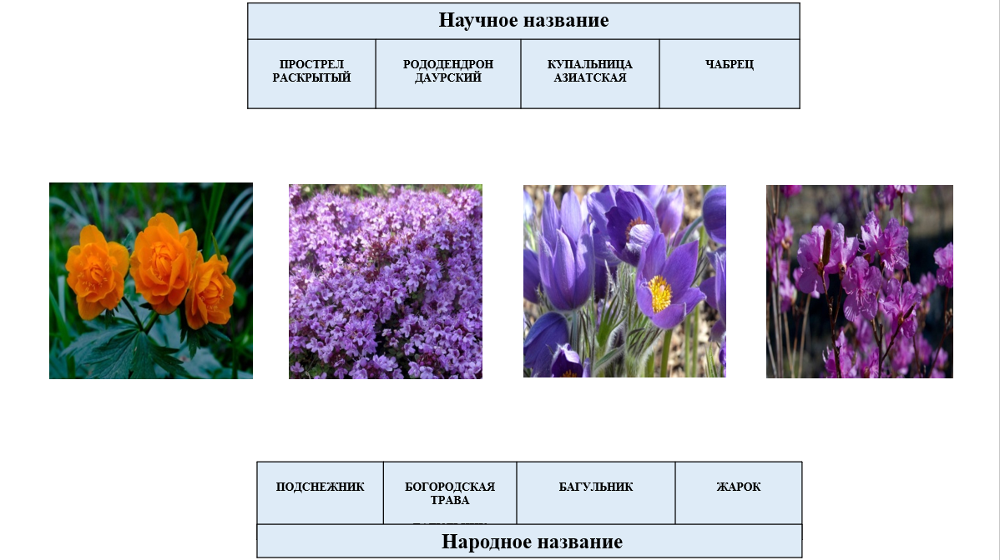 Научное название
ПРОСТРЕЛ РАСКРЫТЫЙ
РОДОДЕНДРОН ДАУРСКИЙ
КУПАЛЬНИЦА АЗИАТСКАЯ
ЧАБРЕЦ
ПОДСНЕЖНИК
БОГОРОДСКАЯ ТРАВА
БАГУЛЬНИК
ЖАРОК
Народное название